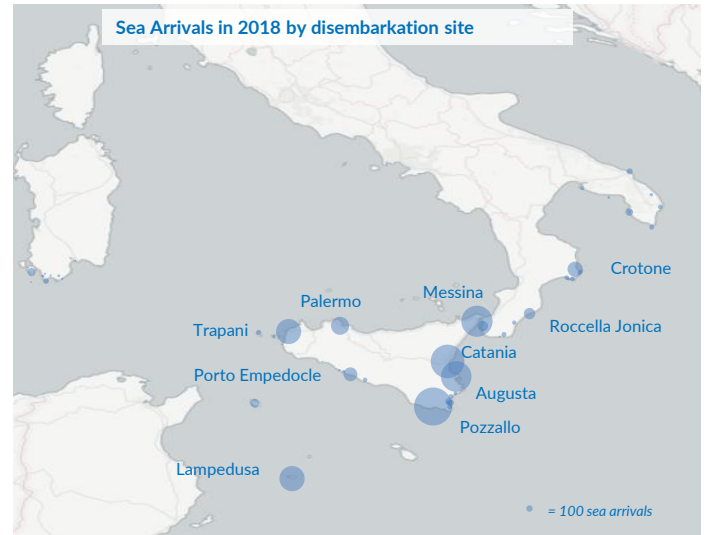 Sea Arrivals in 2018 by disembarkation site
Crotone
Messina
Palermo
Trapani
Roccella Jonica
Catania
Porto Empedocle
Augusta
Pozzallo
Lampedusa
= 100 sea arrivals